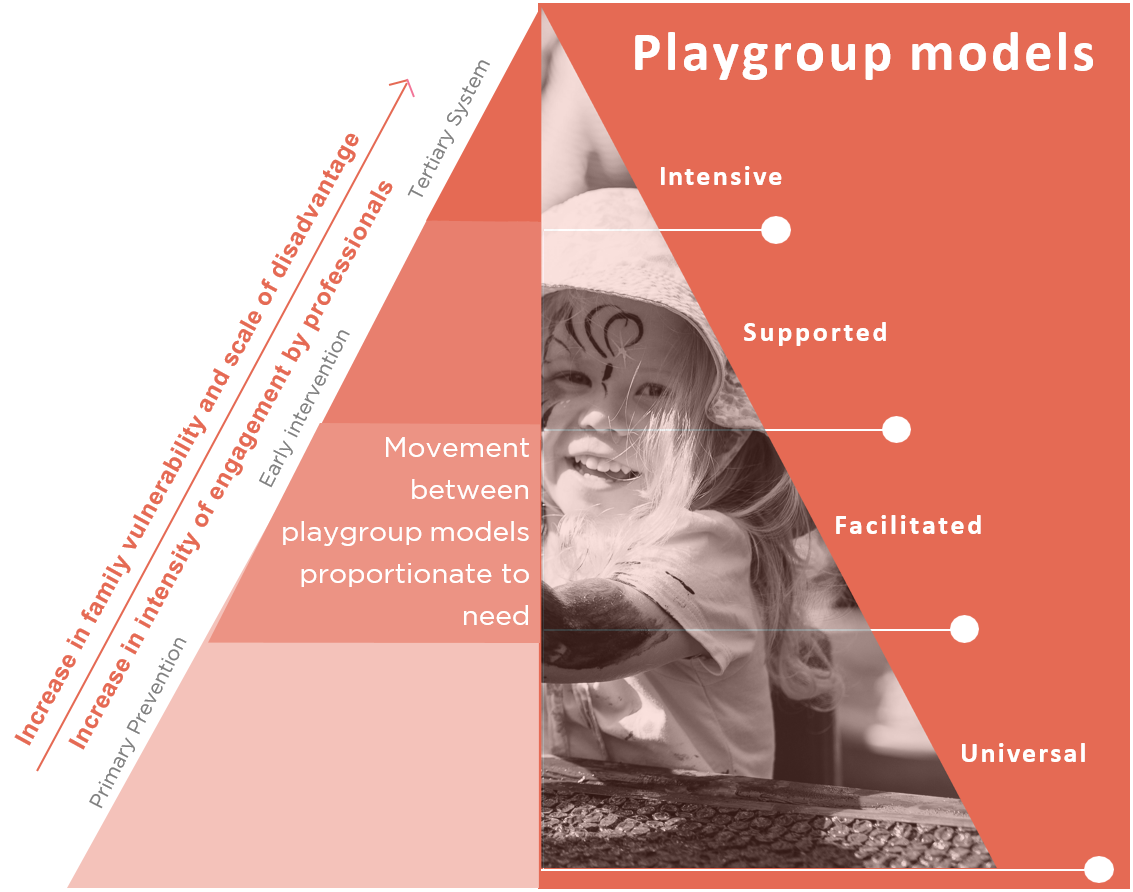 Playgroup models
Increase in family vulnerability and scale of disadvantage
Increase in intensity of engagement by professionals
Tertiary System
Early intervention
Primary Prevention
Movement
between
playgroup models
proportionate to
need
Intensive
Supported
Facilitated
Universal